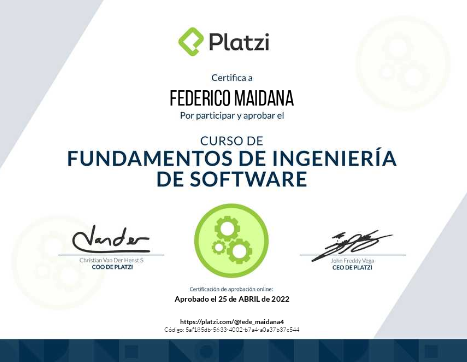 Platzi
Certifica a
FEDERICO MAIDANA
Por participar y aprobar el
CURSO DE
FUNDAMENTOS DE INGENIERÍA
DE SOFTWARE
Christian Van Der Henst S
COO DE PLATZI
John Freddy Vega
CEO DE PLATZI
Certificación de aprobación online:
Aprobado el 25 de ABRIL de 2022
https://platzi.com/@fede_maidana4
Código: